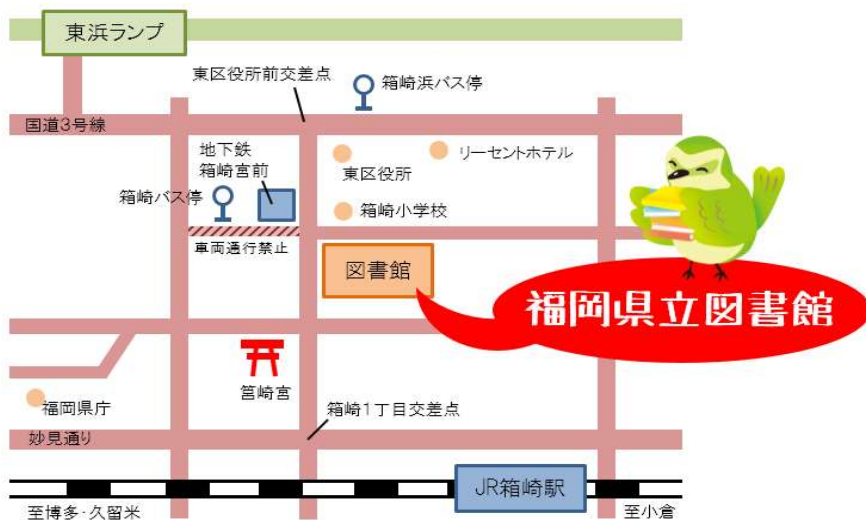 東浜ランプ
東区役所前交差点
箱崎浜バス停
国道3号線
地下鉄
箱崎宮前
リーセントホテル
東区役所
箱崎バス停
箱崎小学校
車両通行禁止
図書館
福岡県立図書館
筥崎宮
福岡県庁
箱崎1丁目交差点
妙見通り
JR箱崎駅
至博多・久留米
至小倉